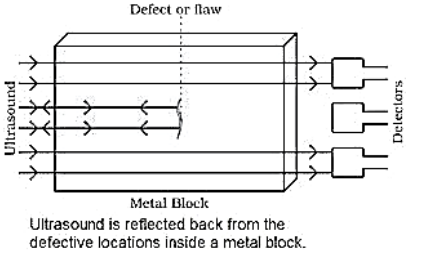 Defect or flaw
Ultrasound
Detectors
Metal Block
Ultrasound is reflected back from the
defective locations inside a metal block.